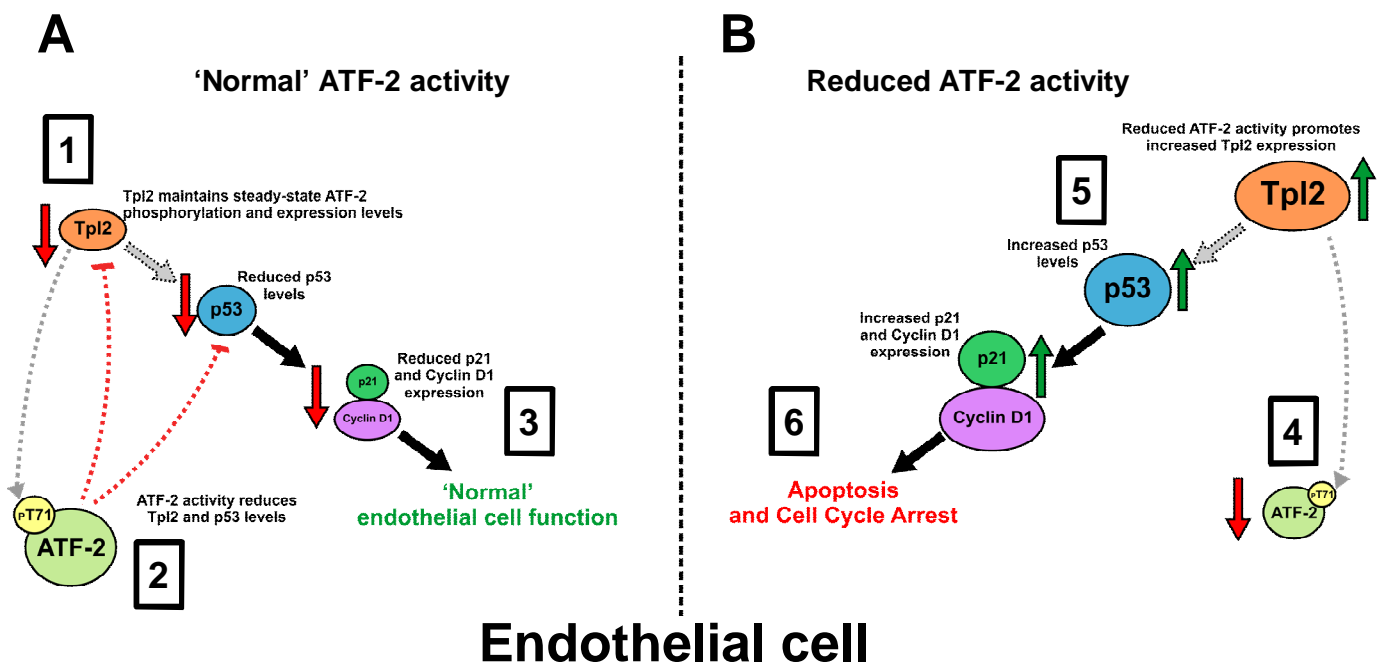 A
'Normal' ATF-2 activity
1
Tpl2 maintains steady-state ATF-2
phosphorylation and expression levels
Tpl2
Reduced p53
levels
p53
Reduced p21
and Cyclin D1
expression
p21
Cyclin D1
3
'Normal'
endothelial cell function
ATF-2 activity reduces
Tpl2 and p53 levels
pT71
ATF-2
2
B
Reduced ATF-2 activity
Reduced ATF-2 activity promotes
increased Tpl2 expression
Tpl2
5
Increased p53
levels
p53
Increased p21
and Cyclin D1
expression
p21
Cyclin D1
6
Apoptosis
and Cell Cycle Arrest
4
pT71
ATF-2
Endothelial cell